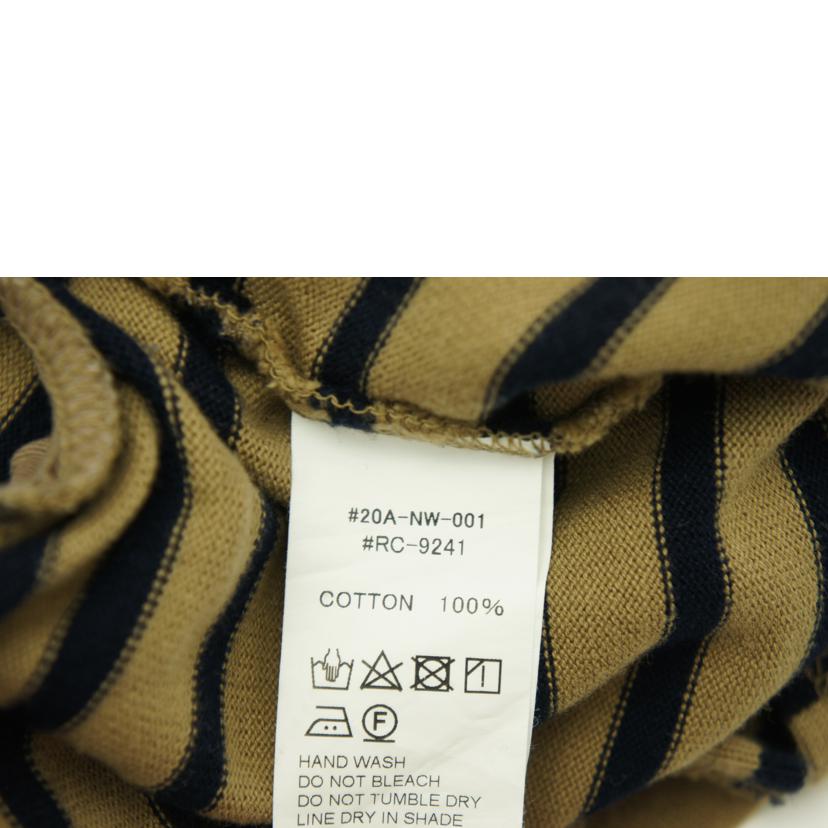 #20A-NW-001
#RC-9241
COTTON 100%
F
HAND WASH
DO NOT BLEACH
DO NOT TUMBLE DRY
LINE DRY IN SHADE